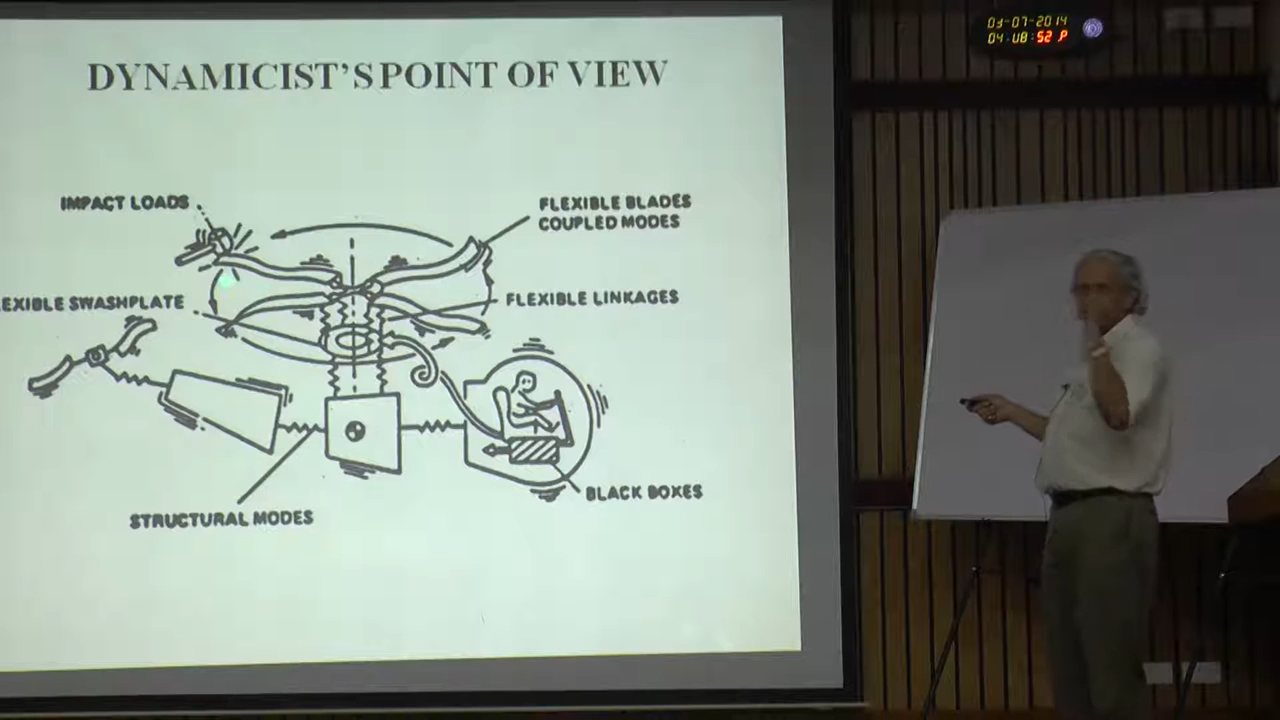 DYNAMICIST'S POINT OF VIEW
IMPACT LOADS
FLEXIBLE BLADES
COUPLED MODES
EXIBLE SWASHPLATE
FLEXIBLE LINKAGES
BLACK BOXES
STRUCTURAL MODES
03-07-2014
04:08:52 P